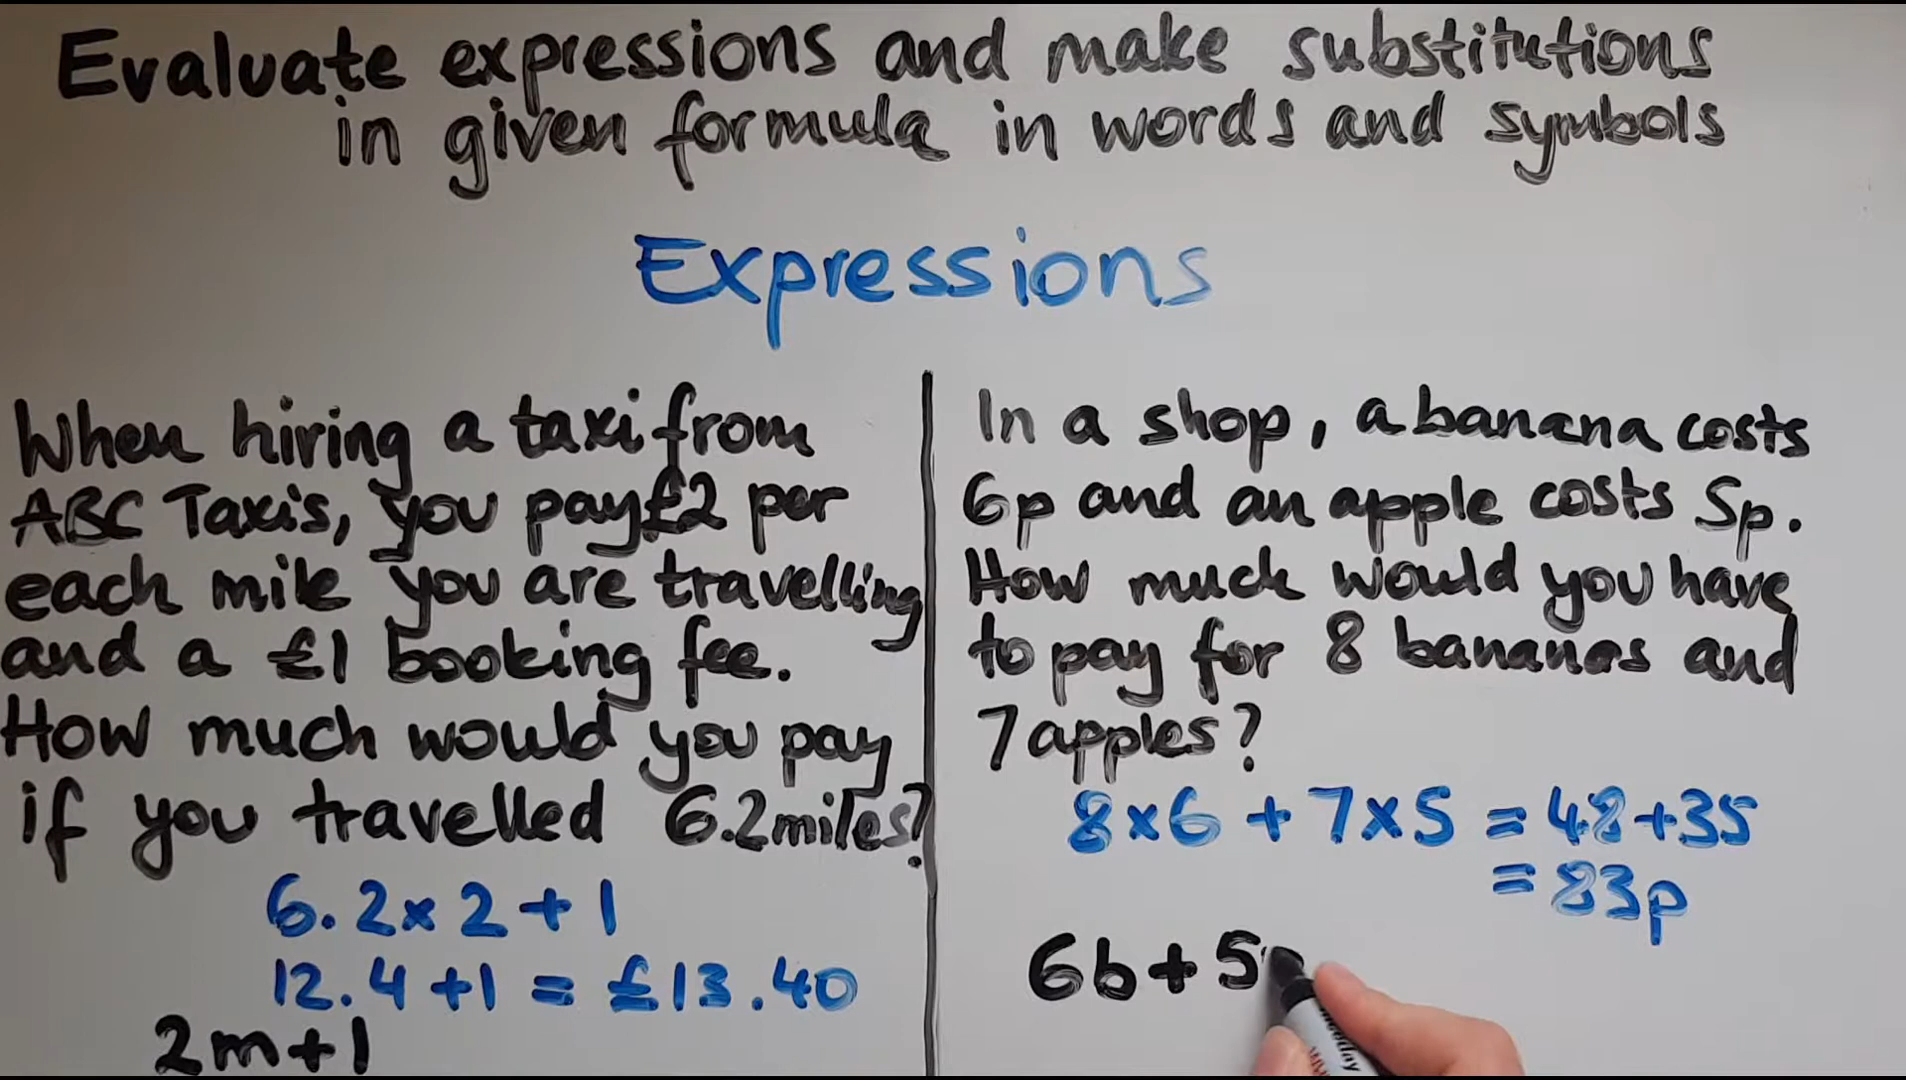 Evaluate expressions and make substitutions
in given formula in words and symbols
Expressions
When hiring a taxi from
ABC Taxis, you pay £2 per
each mile you are travelling
and a £1 booking fee.
How much would you pay
if you travelled 6.2miles?
6.2×2+1
12.4+1 = £13.40
2m+1
In a shop, a banana costs
6p and an apple costs 5p.
How much would you have
to pay for 8 bananas and
7 apples?
8×6 + 7×5 = 48+35
= 83p
6b+5